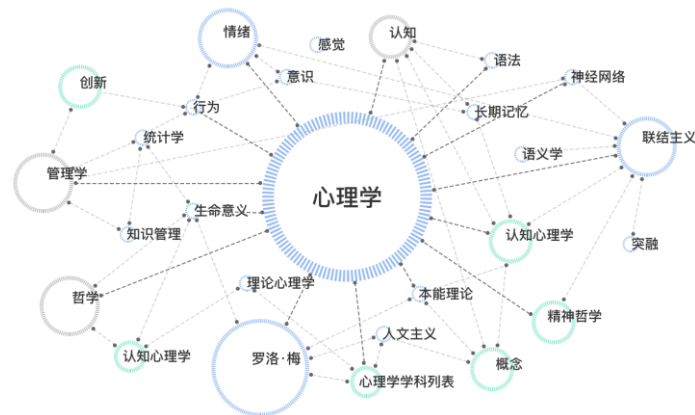 情绪
感觉
认知
语法
意识
神经网络
创新
行为
长期记忆
统计学
联结主义
语义学
管理学
心理学
生命意义
知识管理
认知心理学
突融
理论心理学
本能理论
哲学
精神哲学
人文主义
认知心理学
罗洛·梅
概念
心理学学科列表